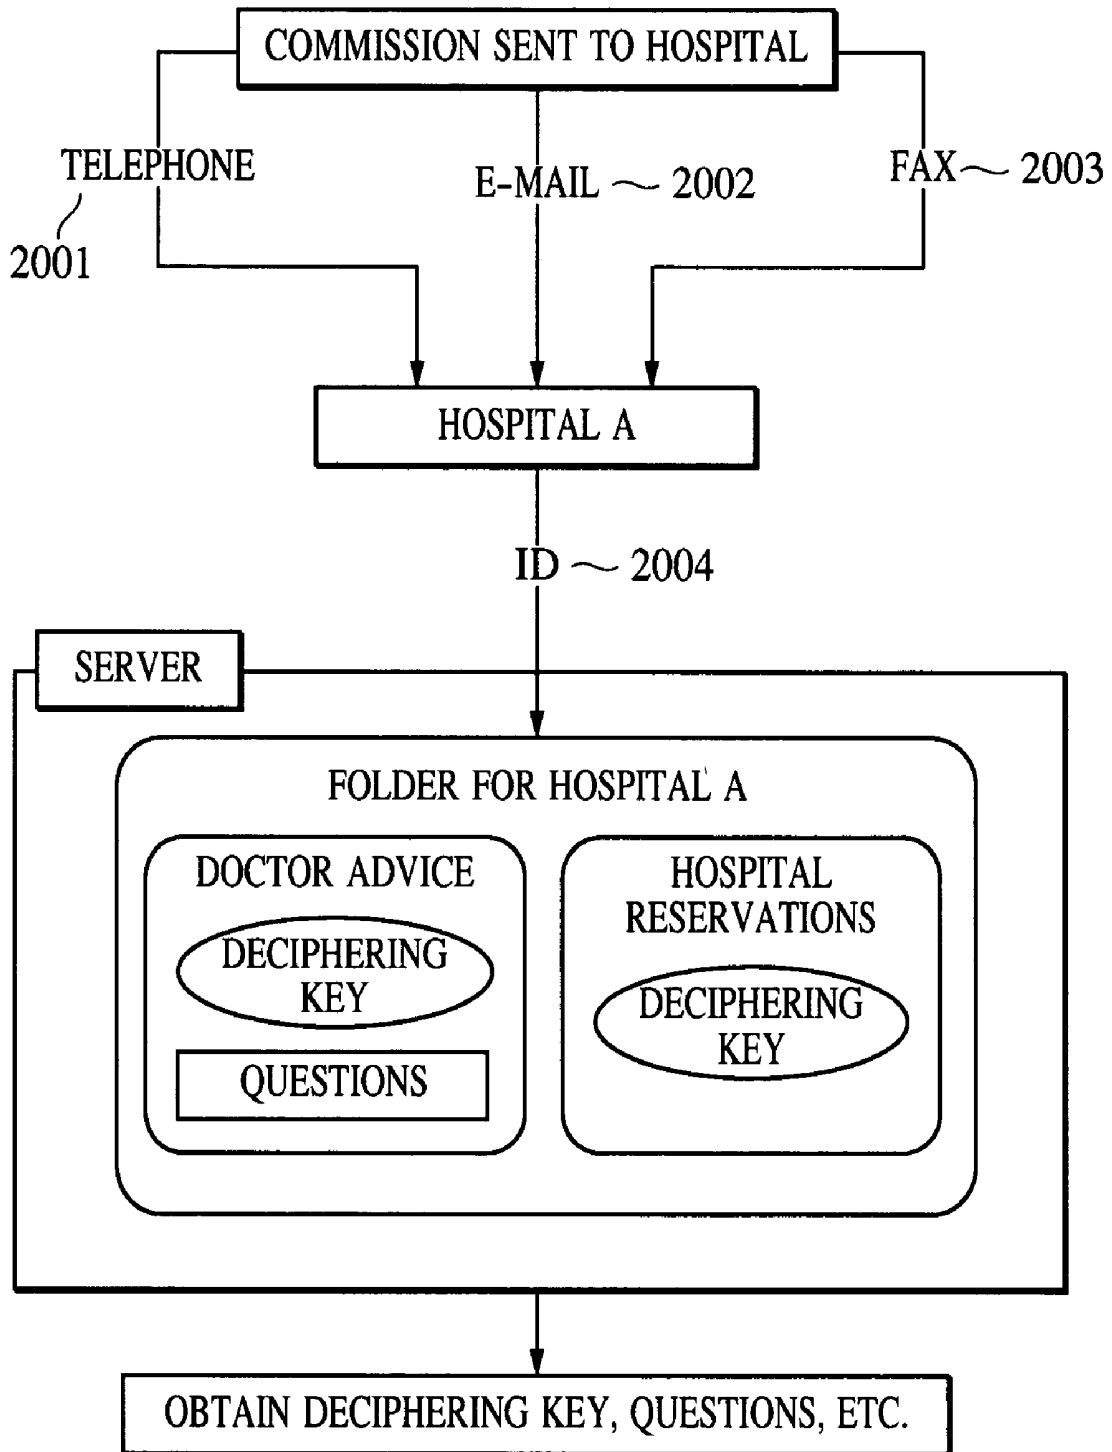 COMMISSION SENT TO HOSPITAL
TELEPHONE
2001
E-MAIL ~ 2002
FAX ~ 2003
HOSPITAL A
ID ~ 2004
SERVER
FOLDER FOR HOSPITAL A
DOCTOR ADVICE
DECIPHERING
KEY
QUESTIONS
HOSPITAL
RESERVATIONS
DECIPHERING
KEY
OBTAIN DECIPHERING KEY, QUESTIONS, ETC.